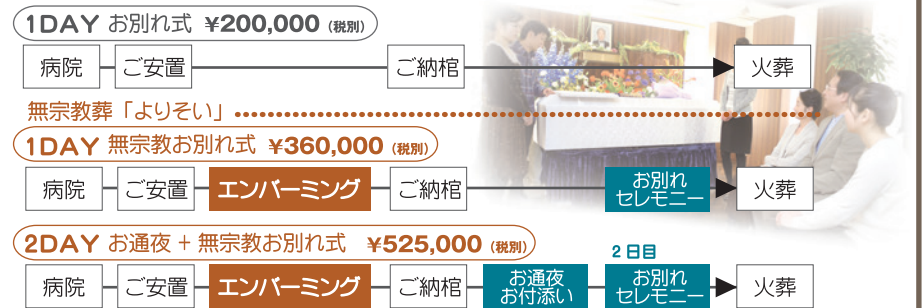 1DAY お別れ式 ¥200,000（税別）
病院 ご安置 ご納棺 火葬
無宗教葬「よりそい」
1DAY 無宗教お別れ式 ¥360,000（税別）
病院 ご安置 エンバーミング ご納棺 お別れ
セレモニー 火葬
2DAY お通夜 + 無宗教お別れ式 ¥525,000（税別）
2日目
病院 ご安置 エンバーミング ご納棺 お通夜
お付添い お別れ
セレモニー 火葬